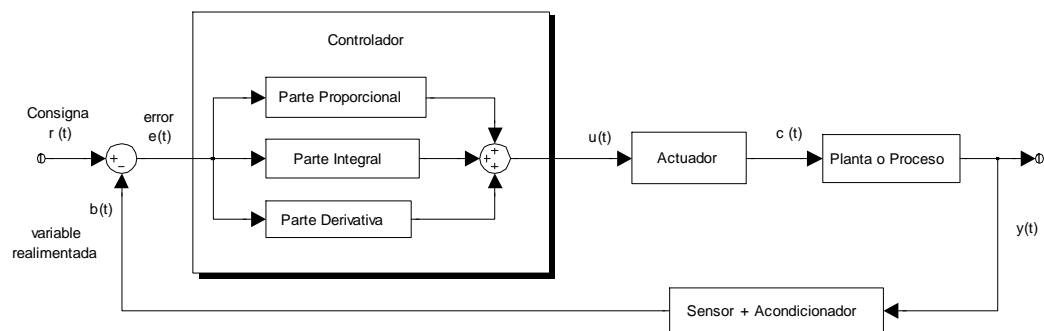 Controlador
Consigna
r (t)
error
e(t)
Parte Proporcional
Parte Integral
Parte Derivativa
+
−
+
+
+
u(t)
Actuador
c (t)
Planta o Proceso
b(t)
variable
realimentada
y(t)
Sensor + Acondicionador